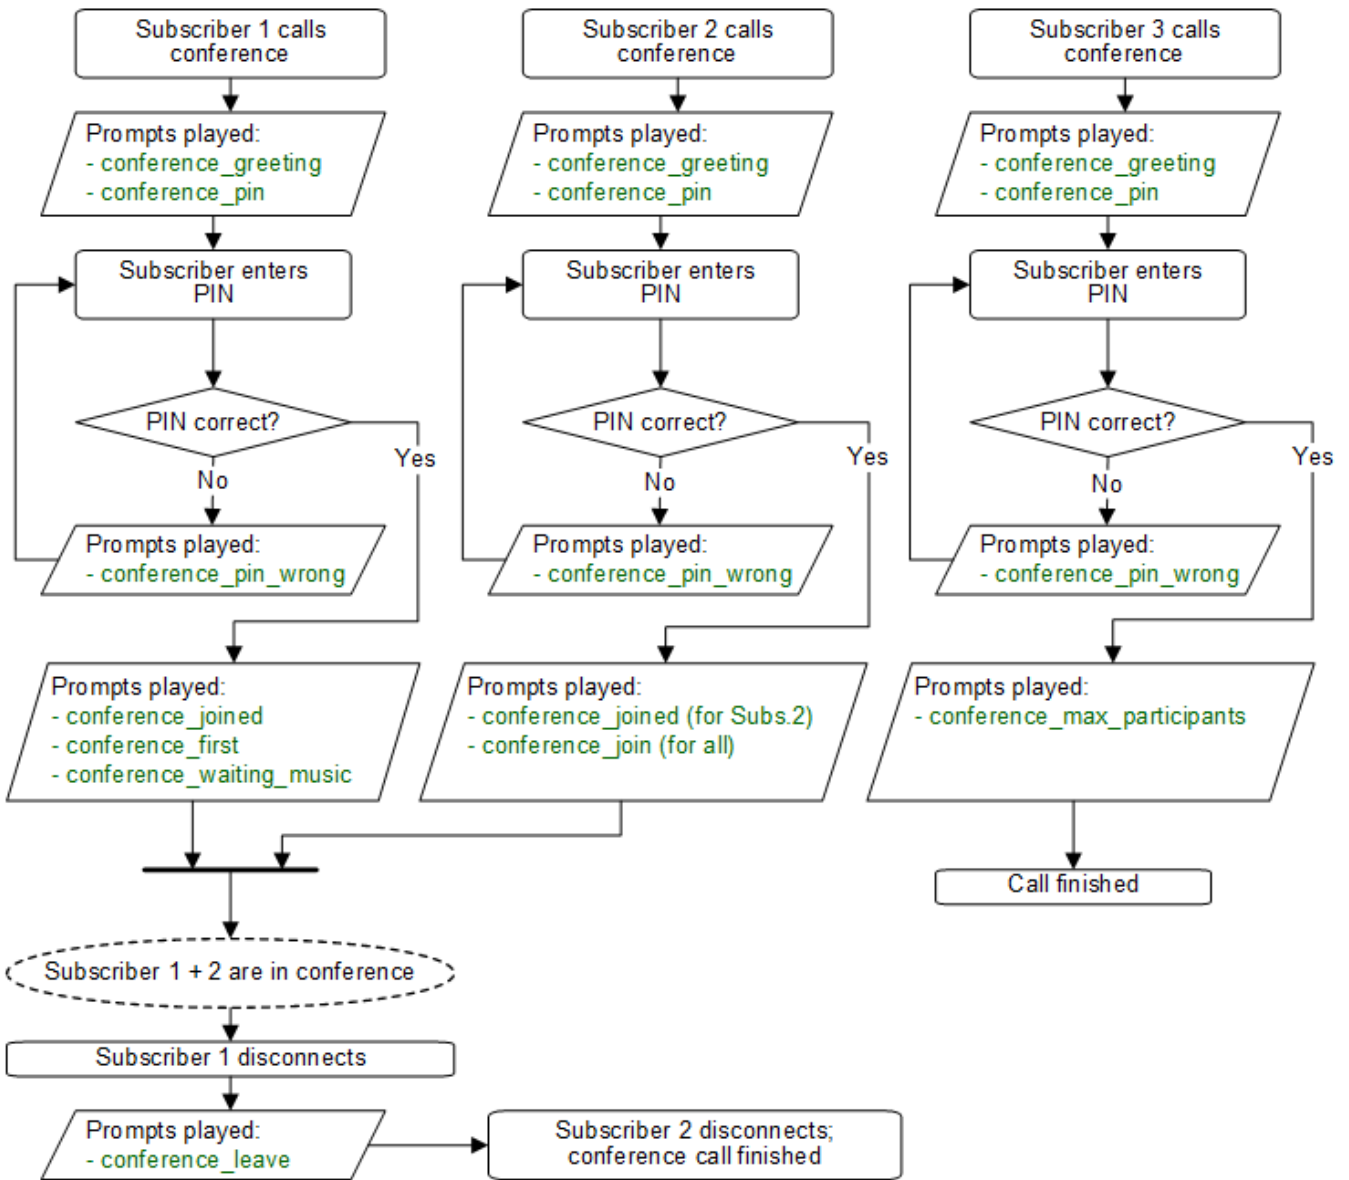 Subscriber 1 calls
conference
Prompts played:
- conference_greeting
- conference_pin
Subscriber enters
PIN
PIN correct?
Yes
No
Prompts played:
- conference_pin_wrong
Prompts played:
- conference_joined
- conference_first
- conference_waiting_music
Subscriber 2 calls
conference
Prompts played:
- conference_greeting
- conference_pin
Subscriber enters
PIN
PIN correct?
Yes
No
Prompts played:
- conference_pin_wrong
Prompts played:
- conference_joined (for Subs.2)
- conference_join (for all)
Subscriber 3 calls
conference
Prompts played:
- conference_greeting
- conference_pin
Subscriber enters
PIN
PIN correct?
Yes
No
Prompts played:
- conference_pin_wrong
Prompts played:
- conference_max_participants
Call finished
Subscriber 1 + 2 are in conference
Subscriber 1 disconnects
Prompts played:
- conference_leave
Subscriber 2 disconnects;
conference call finished